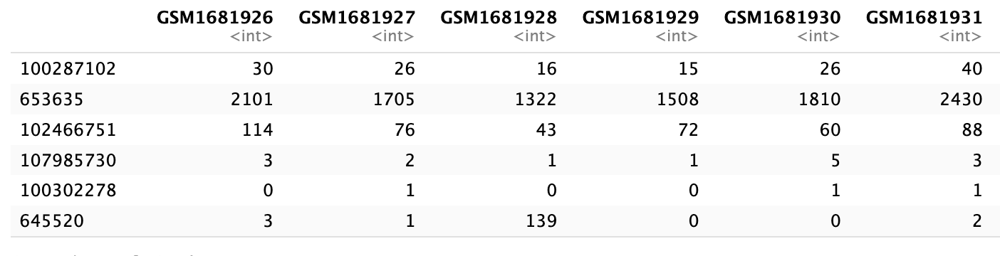 GSM1681926 GSM1681927 GSM1681928 GSM1681929 GSM1681930 GSM1681931
<int> <int> <int> <int> <int> <int>
100287102 30 26 16 15 26 40
653635 2101 1705 1322 1508 1810 2430
102466751 114 76 43 72 60 88
107985730 3 2 1 1 5 3
100302278 0 1 0 0 1 1
645520 3 1 139 0 0 2